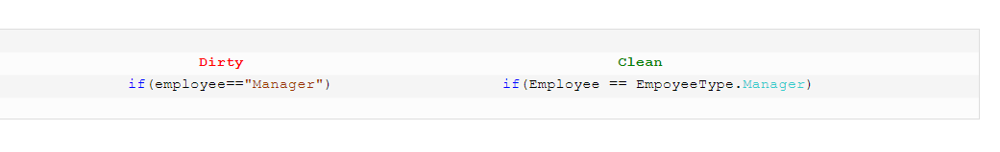 Dirty Clean
if(employee=="Manager") if(Employee == EmpoyeeType.Manager)